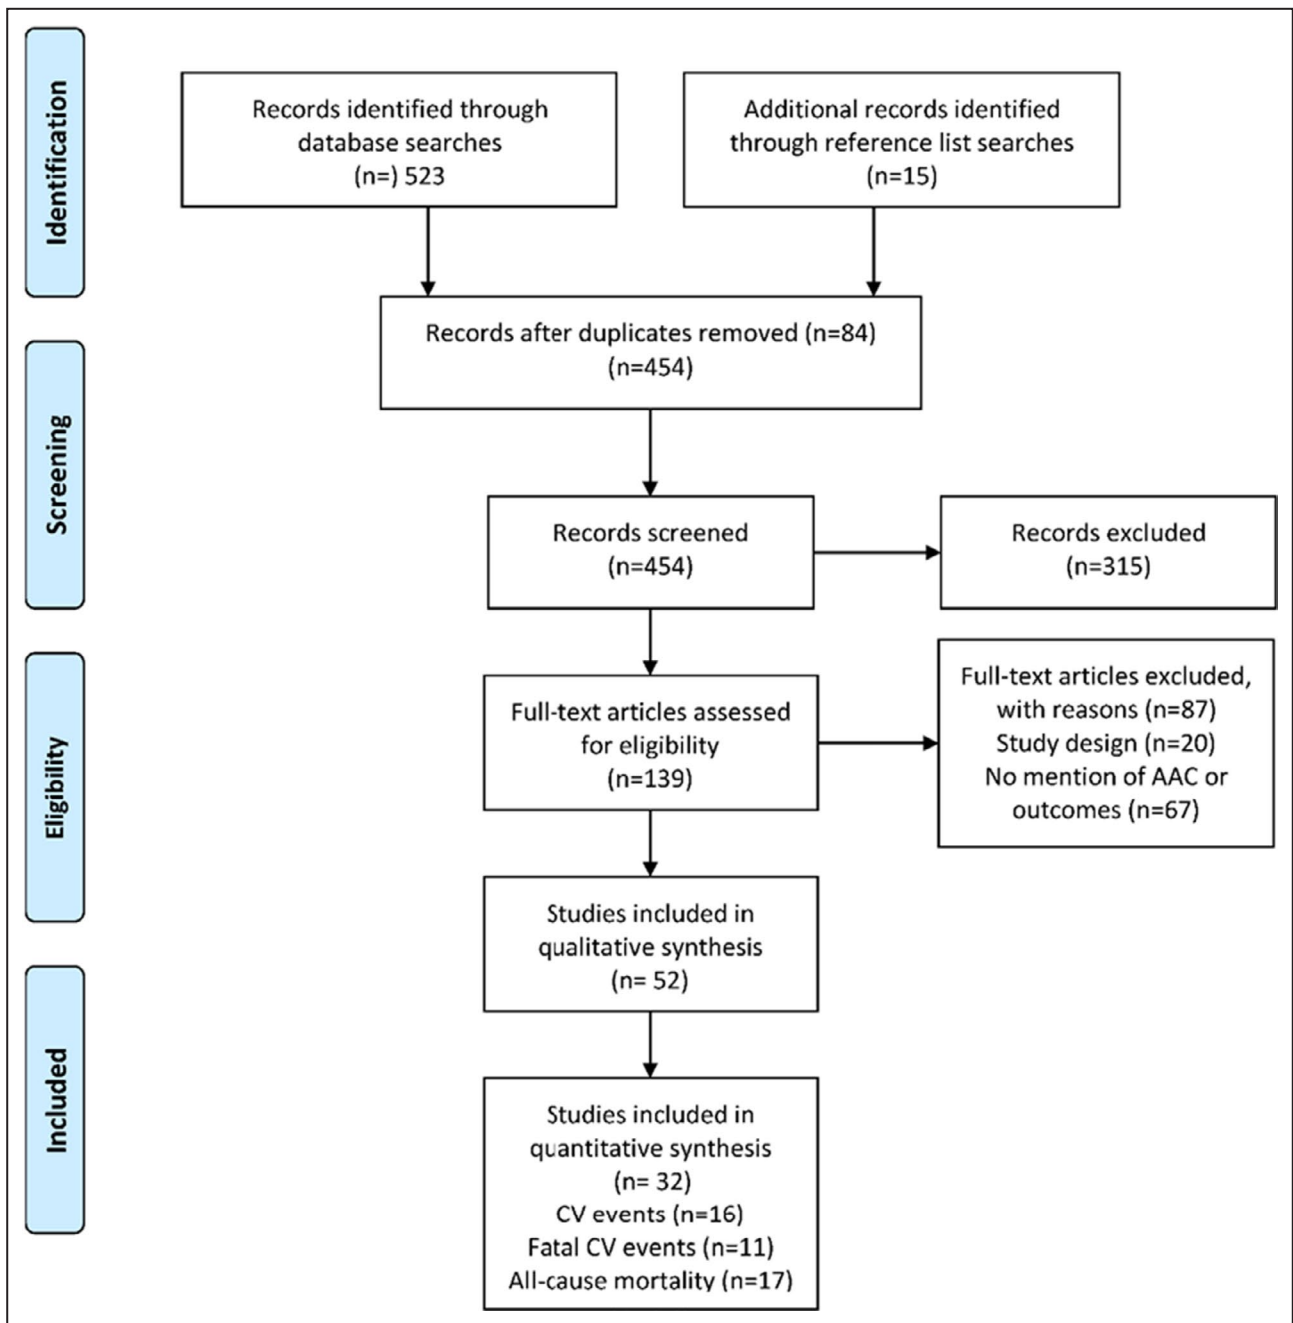 Identification
Records identified through
database searches
(n=) 523
Additional records identified
through reference list searches
(n=15)
Records after duplicates removed (n=84)
(n=454)
Screening
Records screened
(n=454)
Records excluded
(n=315)
Eligibility
Full-text articles assessed
for eligibility
(n=139)
Full-text articles excluded,
with reasons (n=87)
Study design (n=20)
No mention of AAC or
outcomes (n=67)
Studies included in
qualitative synthesis
(n= 52)
Included
Studies included in
quantitative synthesis
(n= 32)
CV events (n=16)
Fatal CV events (n=11)
All-cause mortality (n=17)